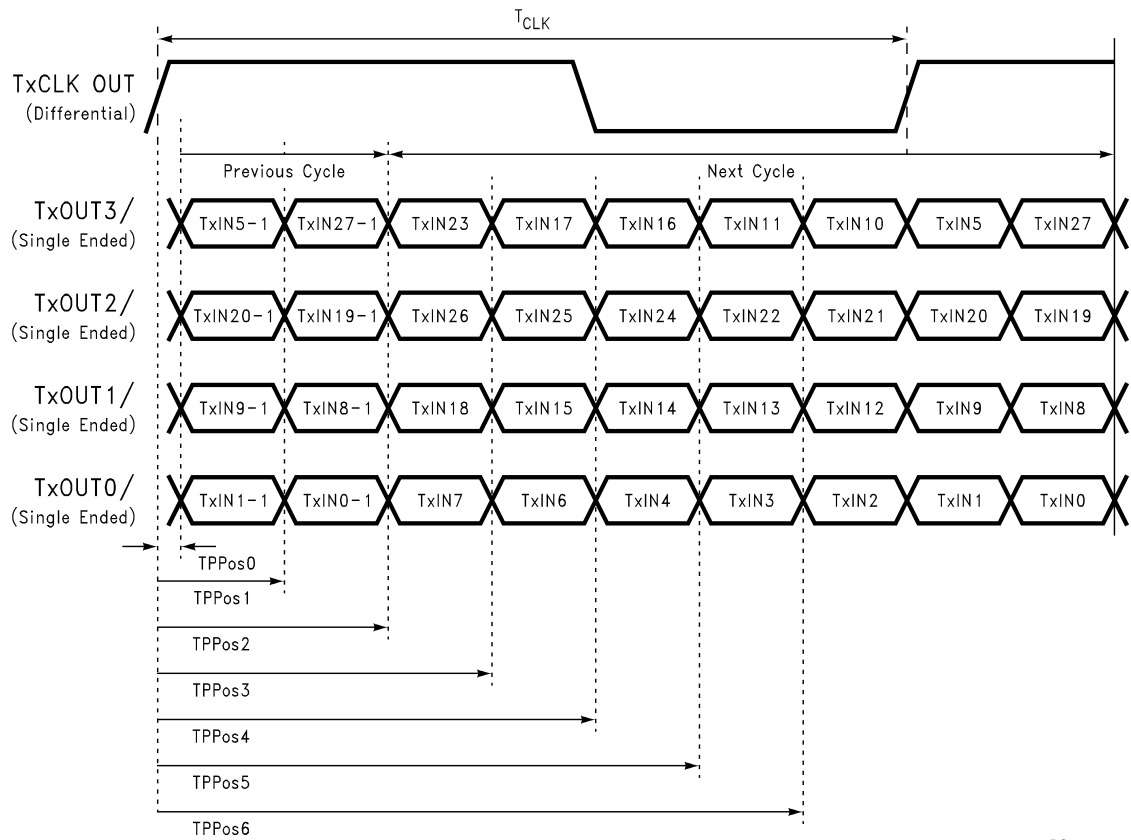 TCLK
TxCLK OUT
(Differential)
Previous Cycle
Next Cycle
TxOUT3/
(Single Ended)
TxIN5-1 TxIN27-1 TxIN23 TxIN17 TxIN16 TxIN11 TxIN10 TxIN5 TxIN27
TxOUT2/
(Single Ended)
TxIN20-1 TxIN19-1 TxIN26 TxIN25 TxIN24 TxIN22 TxIN21 TxIN20 TxIN19
TxOUT1/
(Single Ended)
TxIN9-1 TxIN8-1 TxIN18 TxIN15 TxIN14 TxIN13 TxIN12 TxIN9 TxIN8
TxOUT0/
(Single Ended)
TxIN1-1 TxIN0-1 TxIN7 TxIN6 TxIN4 TxIN3 TxIN2 TxIN1 TxIN0
TPPos0
TPPos1
TPPos2
TPPos3
TPPos4
TPPos5
TPPos6